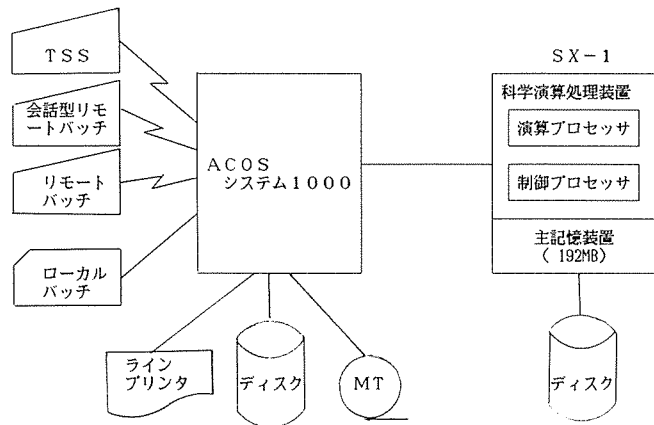 TSS
会話型リモ
ートバッチ
リモート
バッチ
ローカル
バッチ
ACOS
システム1000
ライン
プリンタ
ディスク
MT
SX-1
科学演算処理装置
演算プロセッサ
制御プロセッサ
主記憶装置
( 192MB)
ディスク